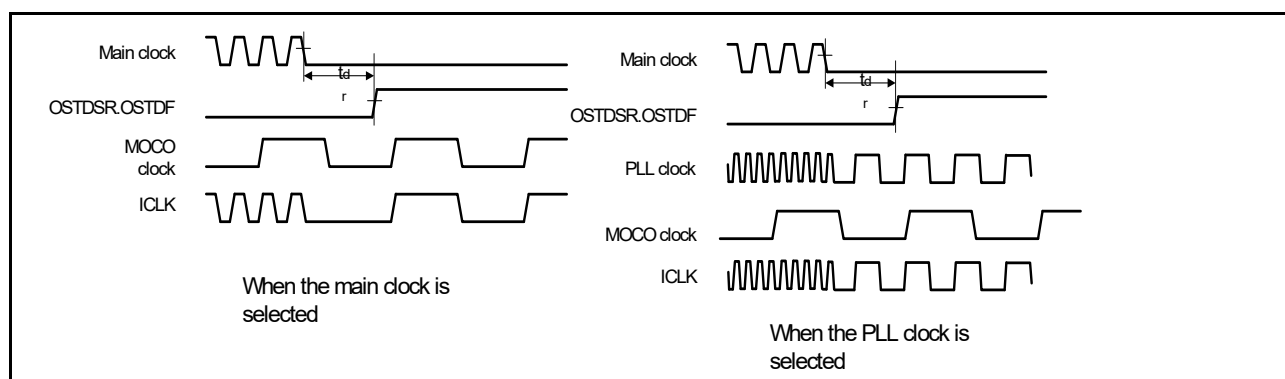 Main clock
td
r
OSTDSR.OSTDF
MOCO
clock
ICLK
When the main clock is
selected
Main clock
td
r
OSTDSR.OSTDF
PLL clock
MOCO clock
ICLK
When the PLL clock is
selected